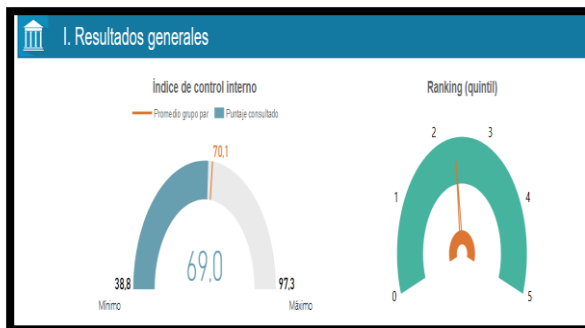 I. Resultados generales
Índice de control interno
Promedio grupo par
Puntaje consultado
70,1
69,0
38,8
97,3
Mínimo
Máximo
Ranking (quintil)
2
3
1
4
0
5